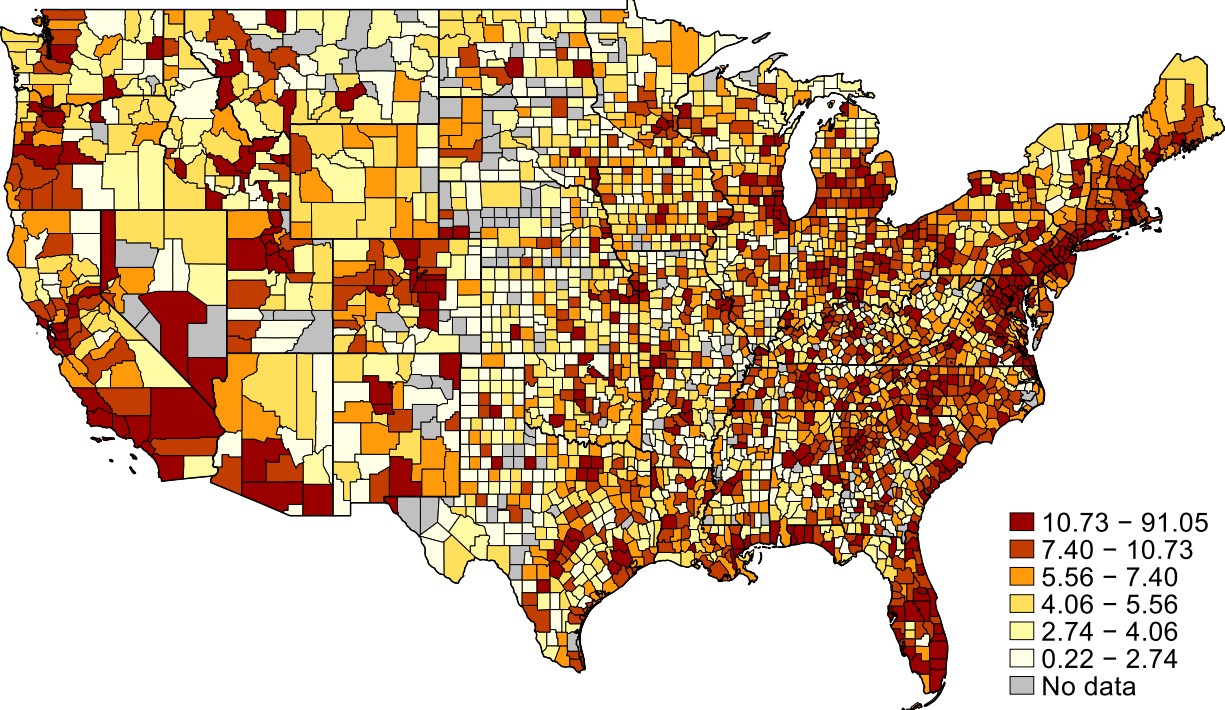 10.73 − 91.05
7.40 − 10.73
5.56 − 7.40
4.06 − 5.56
2.74 − 4.06
0.22 − 2.74
No data